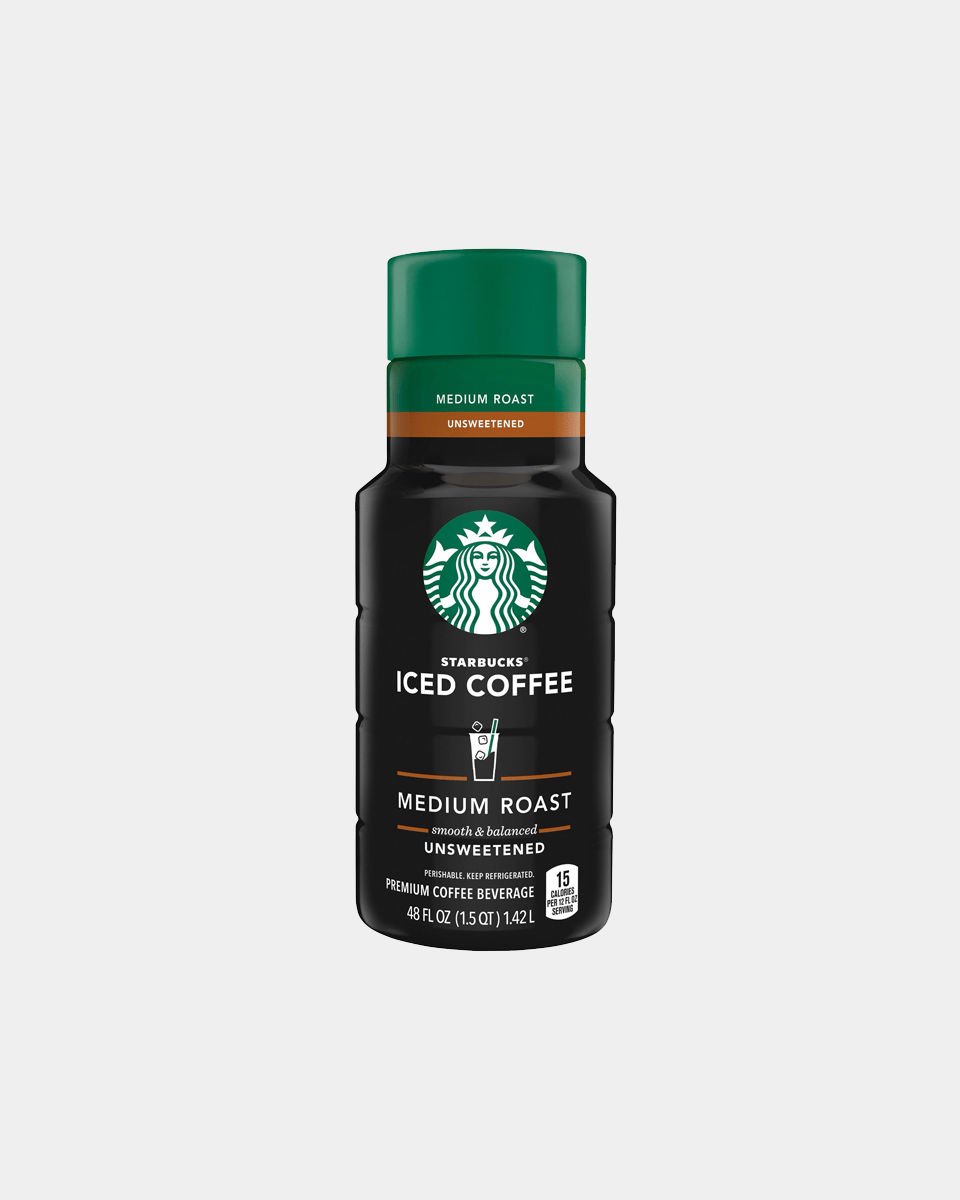 MEDIUM ROAST
UNSWEETENED
®
STARBUCKS®
ICED COFFEE
MEDIUM ROAST
smooth & balanced
UNSWEETENED
PERISHABLE. KEEP REFRIGERATED.
PREMIUM COFFEE BEVERAGE
48 FL OZ (1.5 QT) 1.42 L
15
CALORIES
PER 12 FL OZ
SERVING